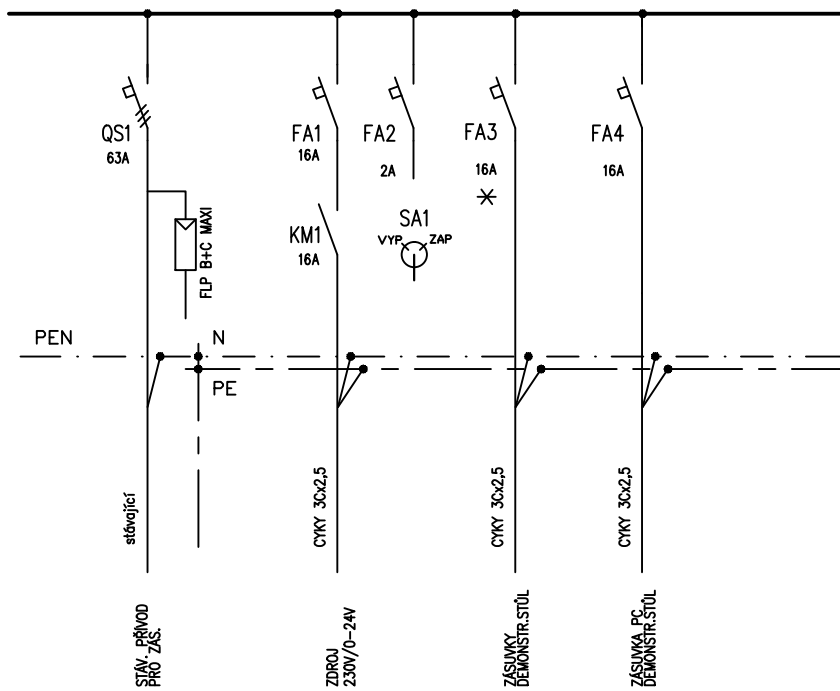 QS1
63A
FLP B+C MAXI
FA1
16A
KM1
16A
FA2
2A
SA1
VYP
ZAP
FA3
16A
FA4
16A
PEN
N
PE
stávající
CYKY 3Cx2,5
CYKY 3Cx2,5
CYKY 3Cx2,5
STÁV. PŘÍVOD
PRO ZÁS.
ZDROJ
230V/0-24V
ZÁSUVKY
DEMONSTR.STŮL
ZÁSUVKA PC
DEMONSTR.STŮL